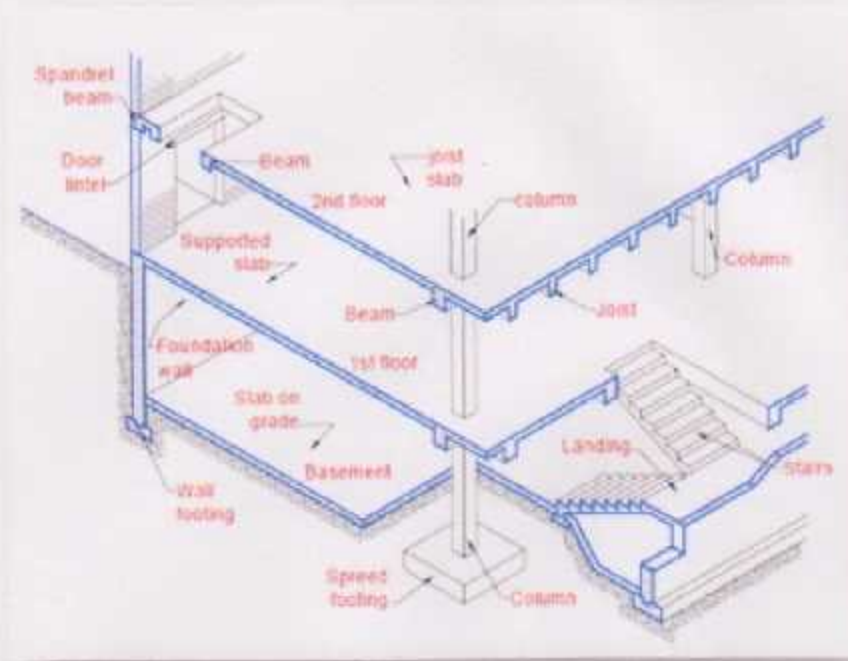 Spandrel
beam
Door
lintel
Beam
joist
slab
2nd floor
column
Supported
slab
Column
Beam
Joist
Foundation
wall
1st floor
Slab on
grade
Landing
Basement
Stairs
Wall
footing
Spreed
footing
Column